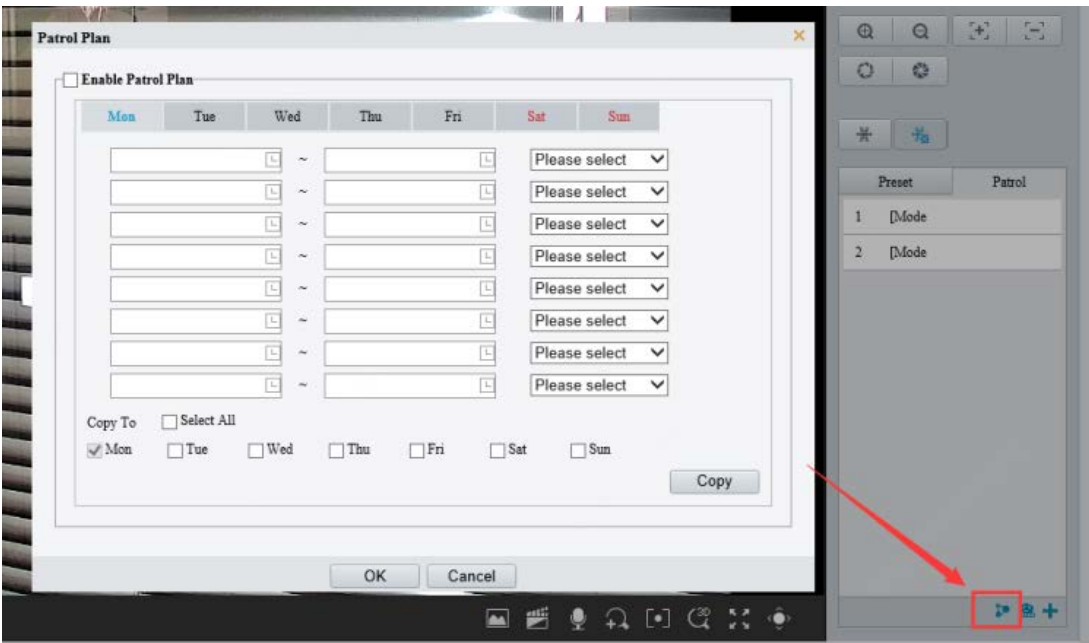 Patrol Plan
Enable Patrol Plan
Mon Tue Wed Thu Fri Sat Sun
~ Please select
~ Please select
~ Please select
~ Please select
~ Please select
~ Please select
~ Please select
~ Please select
Copy To Select All
Mon Tue Wed Thu Fri Sat Sun
Copy
OK Cancel
Preset Patrol
1 [Mode
2 [Mode
3D